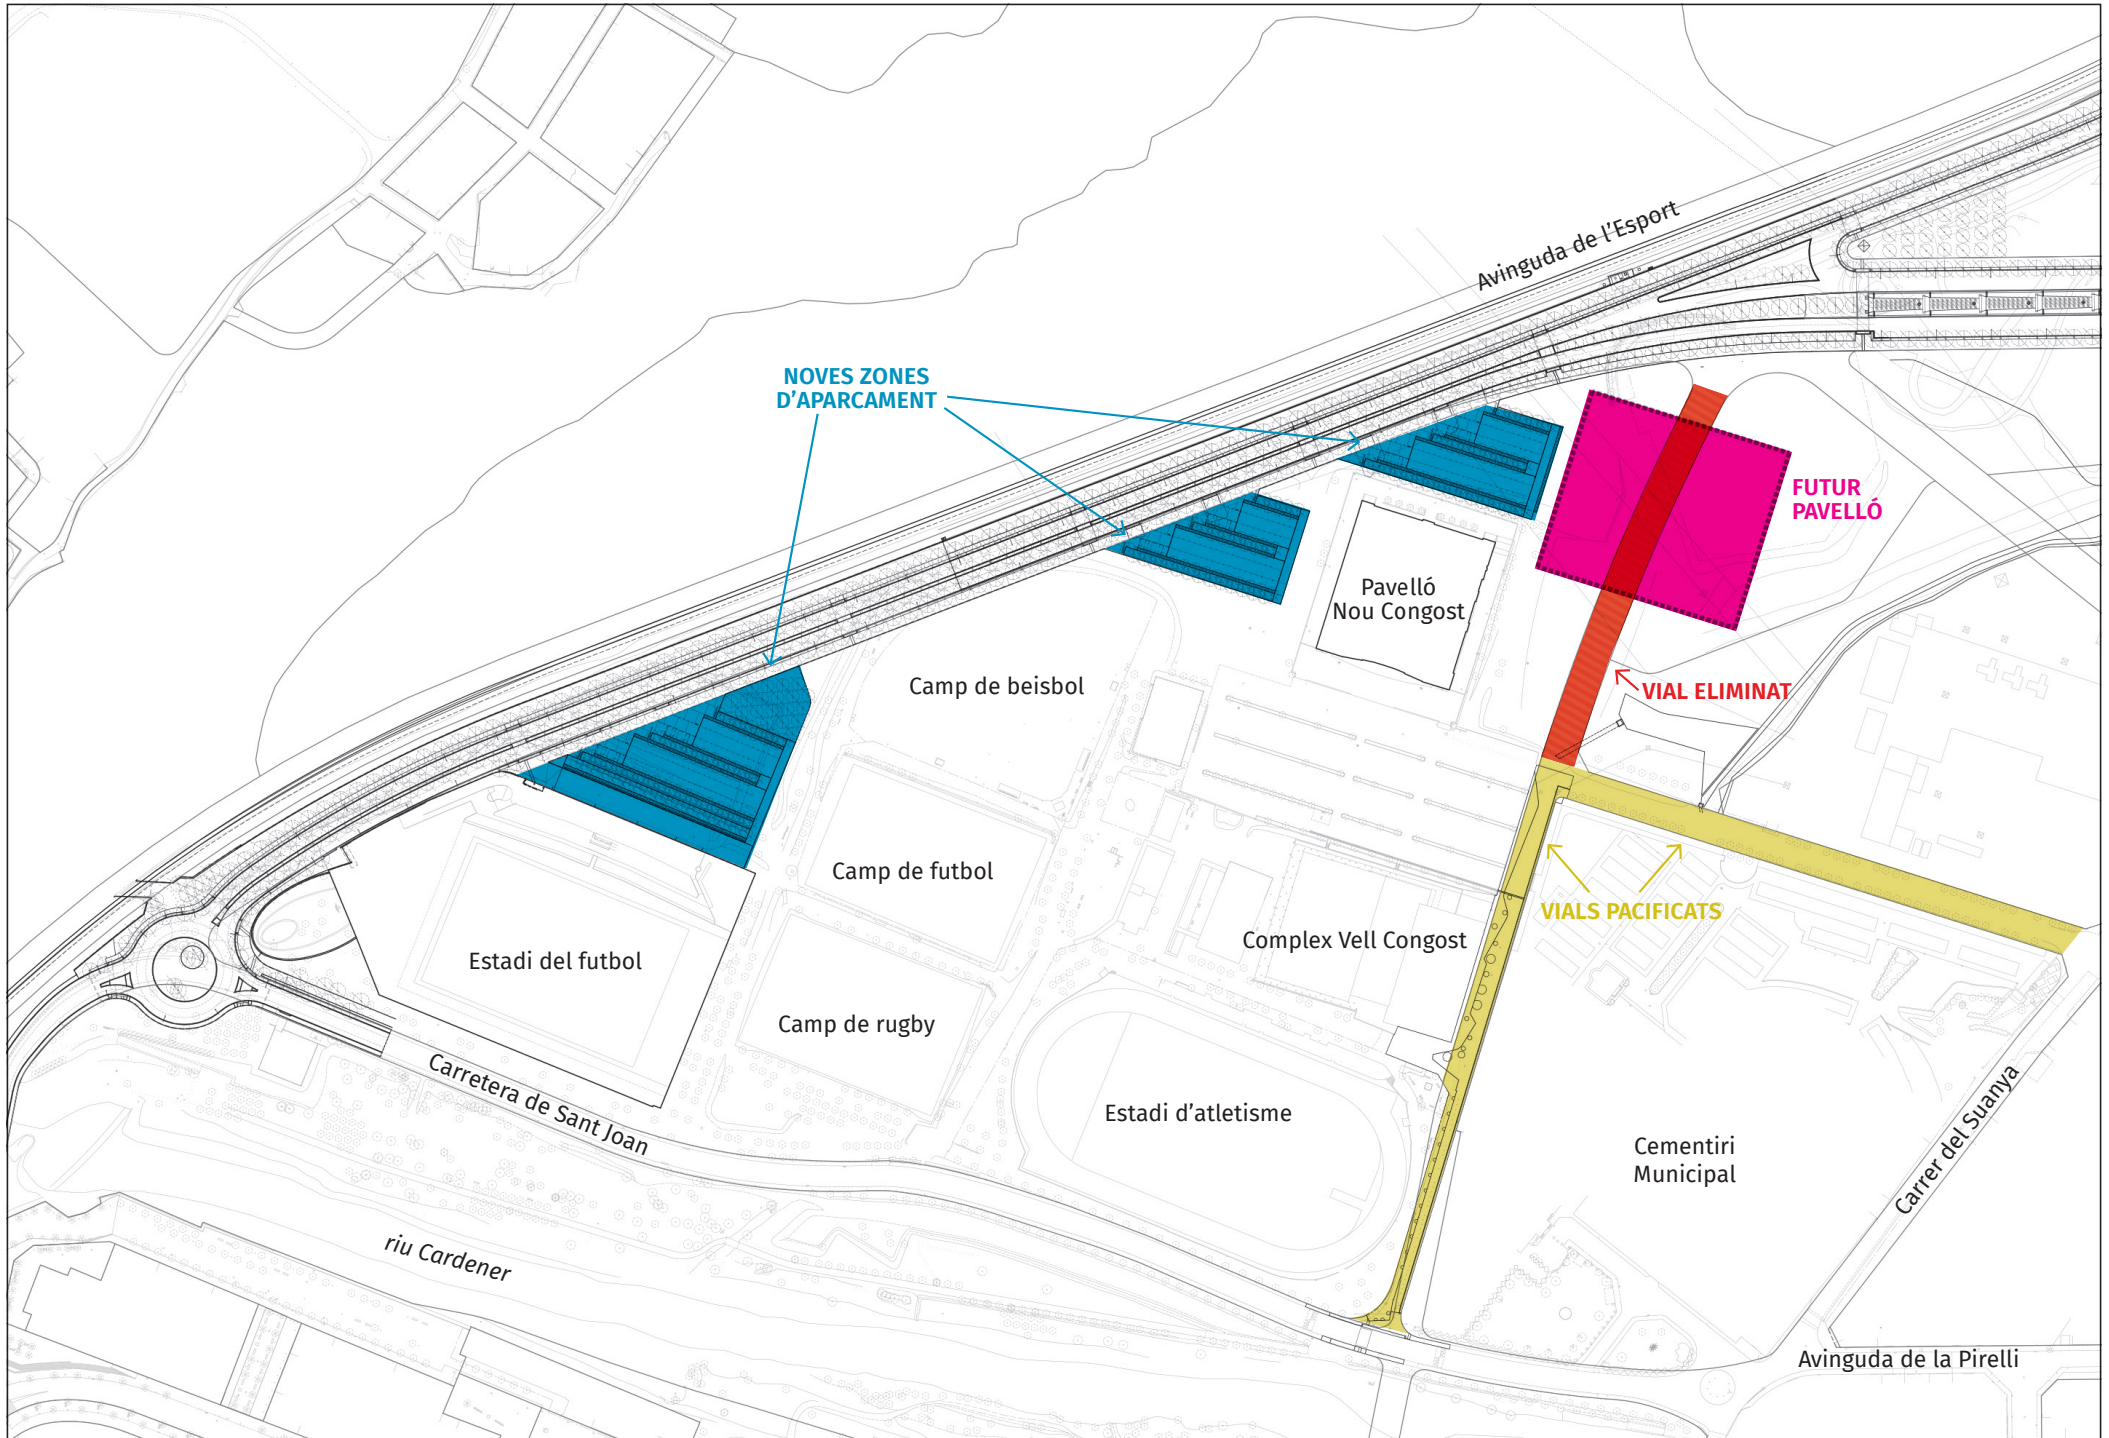 Avinguda de l’Esport
NOVES ZONES
D’APARCAMENT
FUTUR
PAVELLÓ
Pavelló
Nou Congost
VIAL ELIMINAT
Camp de beisbol
Camp de futbol
VIALS PACIFICATS
Complex Vell Congost
Estadi del futbol
Camp de rugby
Carretera de Sant Joan
Estadi d’atletisme
Cementiri
Municipal
Carrer del Suanya
riu Cardener
Avinguda de la Pirelli